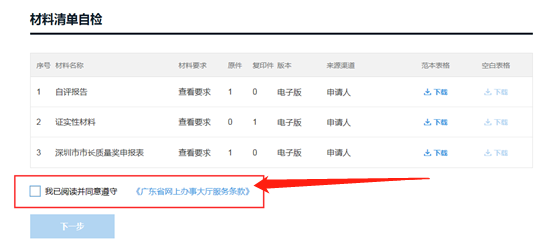 材料清单自检
序号 材料名称 材料要求 原件 复印件 版本 来源渠道 范本表格 空白表格
1 自评报告 查看要求 1 0 电子版 申请人 下载 下载
2 证实性材料 查看要求 0 1 电子版 申请人 下载 下载
3 深圳市市长质量奖申报表 查看要求 1 0 电子版 申请人 下载 下载
我已阅读并同意遵守 《广东省网上办事大厅服务条款》
下一步